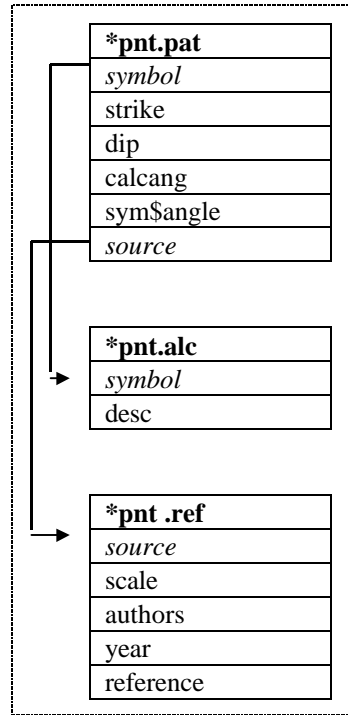 *pnt.pat
symbol
strike
dip
calcang
sym$angle
source
*pnt.alc
symbol
desc
*pnt .ref
source
scale
authors
year
reference